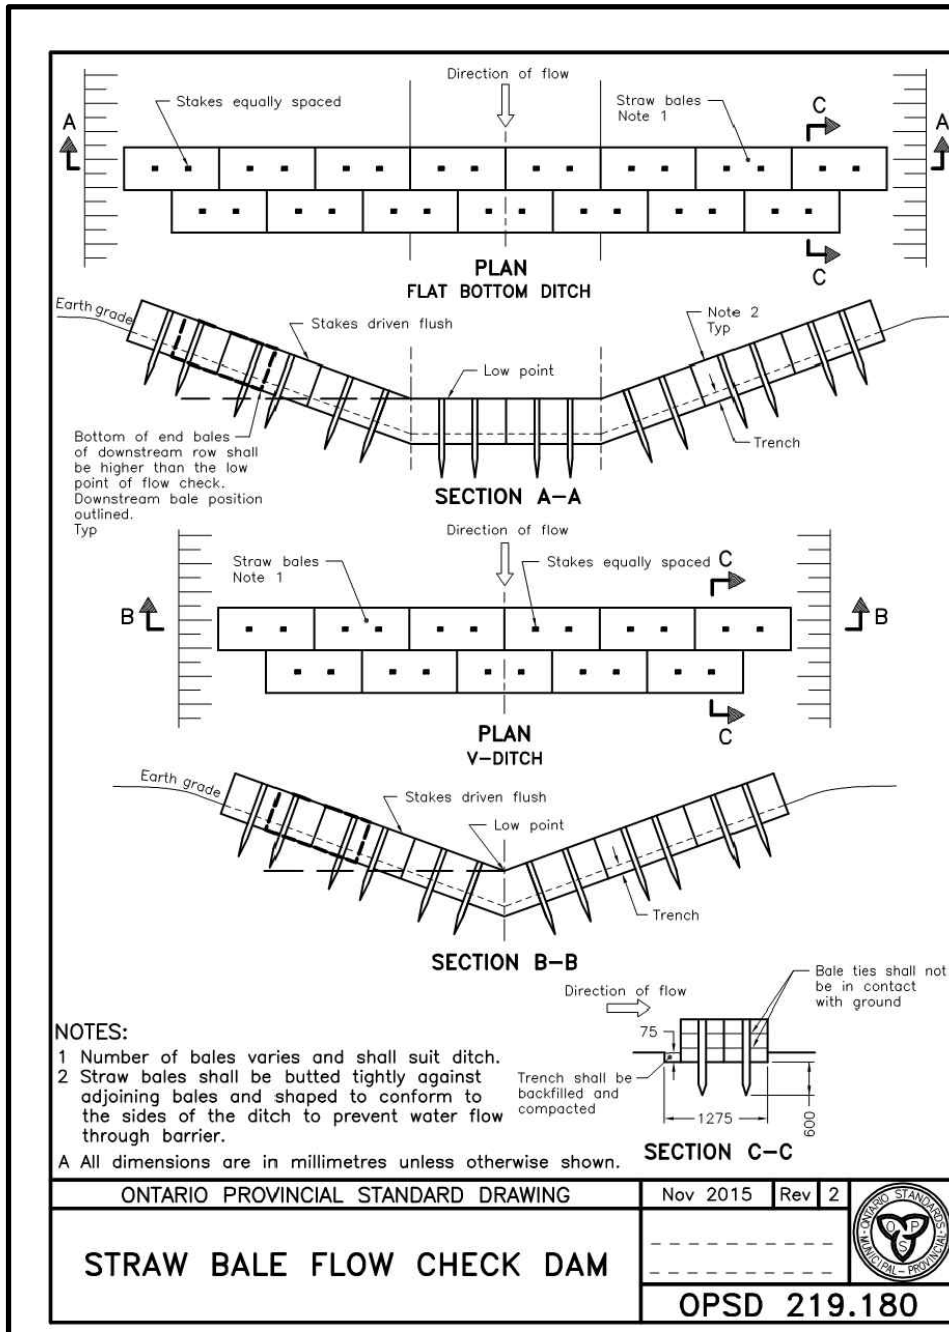 Direction of flow
Stakes equally spaced
Straw bales
Note 1
C
A
A
C
PLAN
FLAT BOTTOM DITCH
Earth grade
Stakes driven flush
Note 2
Typ
Low point
Trench
Bottom of end bales
of downstream row shall
be higher than the low
point of flow check.
Downstream bale position
outlined.
Typ
SECTION A-A
Direction of flow
Straw bales
Note 1
Stakes equally spaced
C
B
B
C
PLAN
V-DITCH
Earth grade
Stakes driven flush
Low point
Trench
SECTION B-B
Direction of flow
Bale ties shall not
be in contact
with ground
75
Trench shall be
backfilled and
compacted
1275
600
SECTION C-C
NOTES:
1 Number of bales varies and shall suit ditch.
2 Straw bales shall be butted tightly against
adjoining bales and shaped to conform to
the sides of the ditch to prevent water flow
through barrier.
A All dimensions are in millimetres unless otherwise shown.
ONTARIO PROVINCIAL STANDARD DRAWING
Nov 2015
Rev
2
STRAW BALE FLOW CHECK DAM
ONTARIO STANDARDS
MUNICIPAL-PROVINCIAL
O P
S
OPSD 219.180